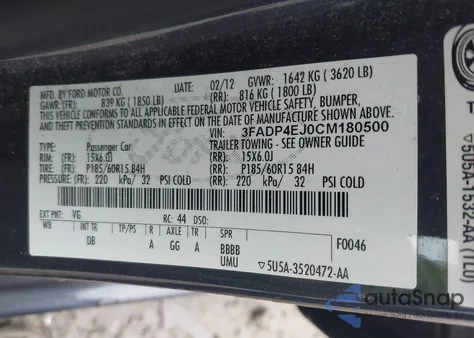 MFD. BY FORD MOTOR CO.
DATE: 02/12 GVWR: 1642 KG ( 3620 LB)
GAWR: (FR): 839 KG ( 1850 LB) (RR): 816 KG ( 1800 LB)
THIS VEHICLE CONFORMS TO ALL APPLICABLE FEDERAL MOTOR VEHICLE SAFETY, BUMPER,
AND THEFT PREVENTION STANDARDS IN EFFECT ON THE DATE OF MANUFACTURE SHOWN ABOVE.
VIN: 3FADP4EJ0CM180500
TYPE: Passenger Car TRAILER TOWING - SEE OWNER GUIDE
RIM: (FR): 15X6.0J (RR): 15X6.0J
TIRES: (FR): P185/60R15 84H (RR): P185/60R15 84H
PRESSURE: (FR): 220 kPa/ 32 PSI COLD (RR): 220 kPa/ 32 PSI COLD
EXT PNT: VG RC: 44 DSO:
WB INT TR TP/PS R AXLE TR SPR F0046
DB A GG A BBBB
UMU ▽5U5A-3520472-AA
▽5U5A-1532-AD (TLD)
autoSnap